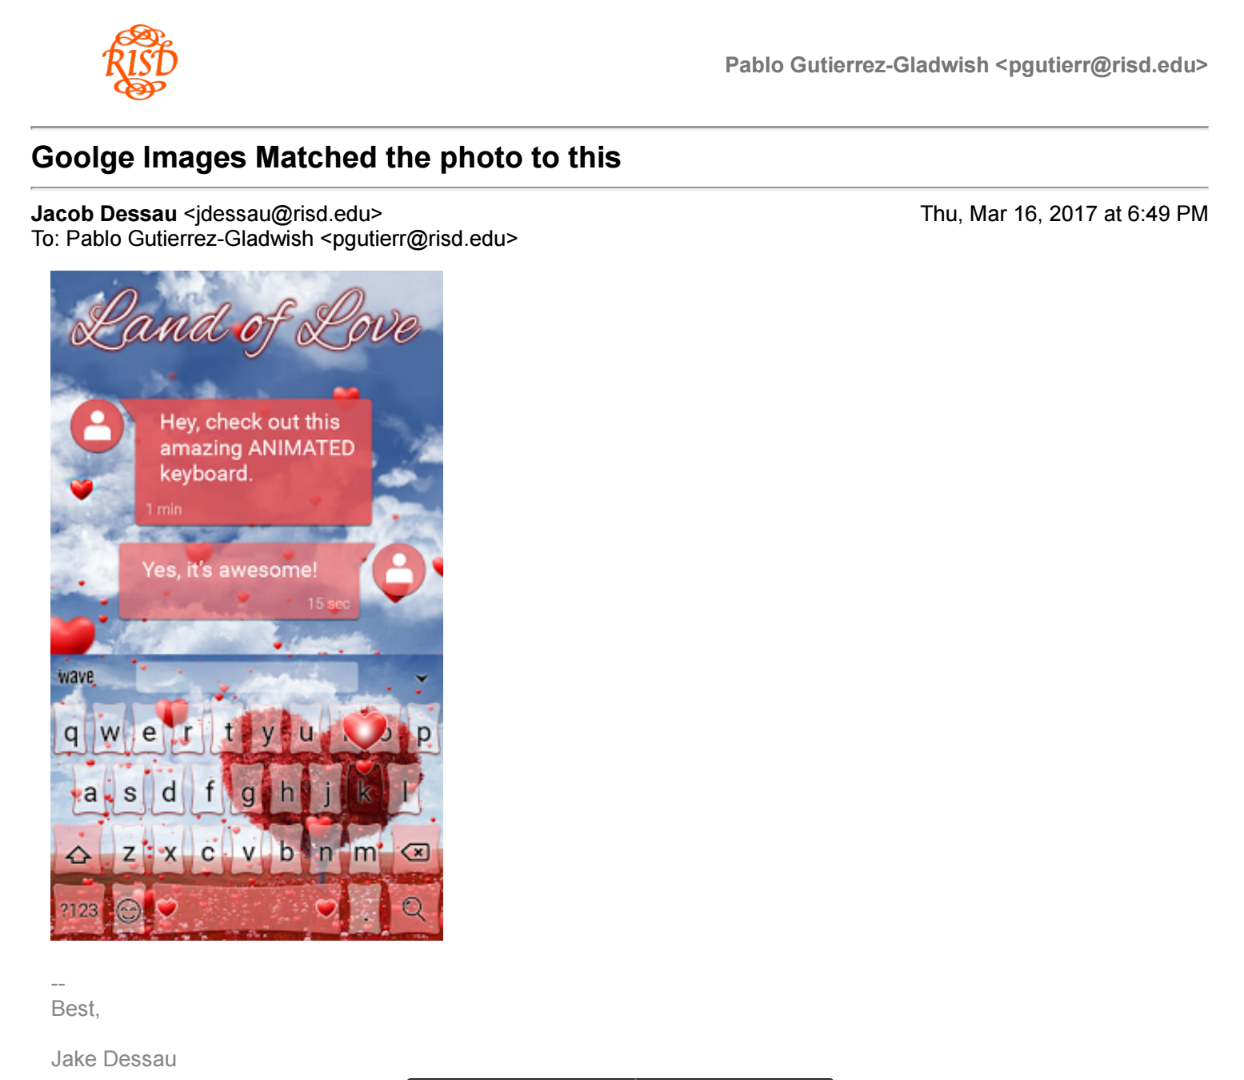 RISD
Pablo Gutierrez-Gladwish <pgutierr@risd.edu>
Goolge Images Matched the photo to this
Jacob Dessau <jdessau@risd.edu>
Thu, Mar 16, 2017 at 6:49 PM
To: Pablo Gutierrez-Gladwish <pgutierr@risd.edu>
Land of Love
Hey, check out this
amazing ANIMATED
keyboard.
1 min
Yes, it's awesome!
15 sec
wave
q w e r t y u i o p
a s d f g h j k l
z x c v b n m
?123 .
--
Best,
Jake Dessau